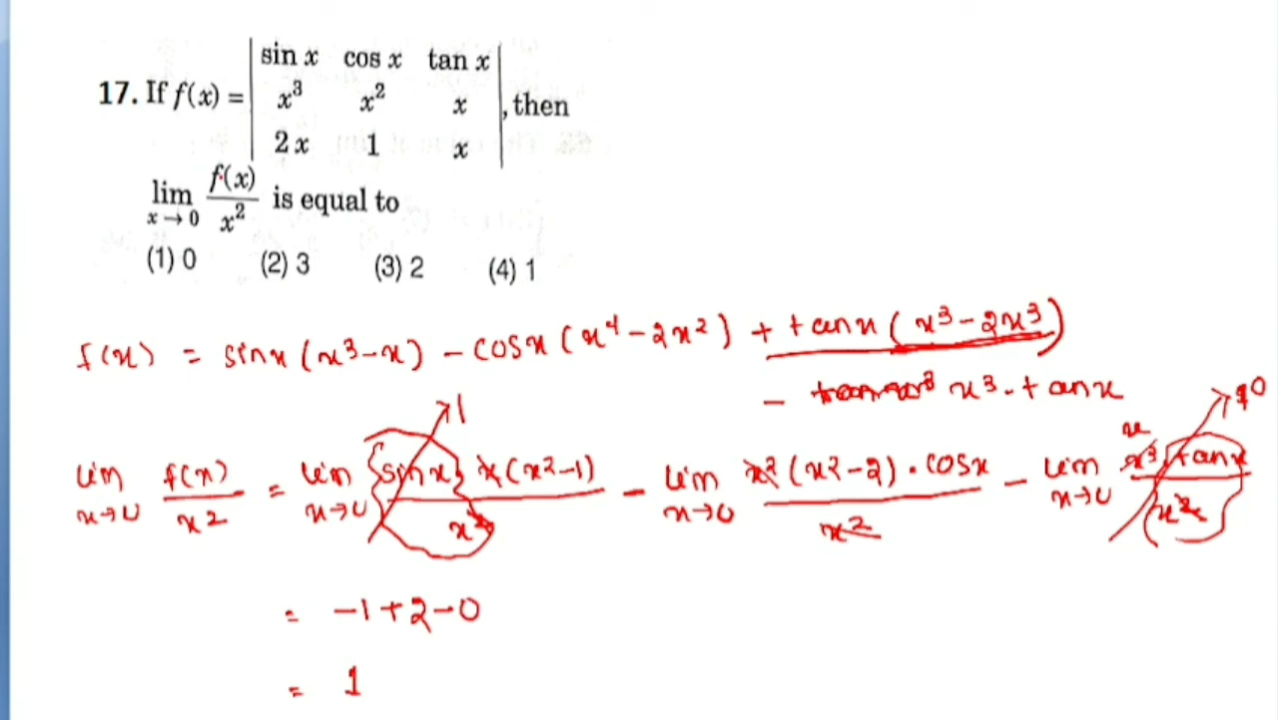 17. If f(x) = | sin x cos x tan x |
| x³ x² x | , then
| 2x 1 x |
lim x → 0 f(x)/x² is equal to
(1) 0 (2) 3 (3) 2 (4) 1
f(x) = sinx (x³ - x) - cosx (x⁴ - 2x²) + tanx (x³ - 2x³)
- x³ · tanx
lim x→0 f(x)/x² = lim x→0 sinx x(x²-1)/x² - lim x→0 x²(x²-2) · cosx/x² - lim x→0 x³ · tanx/x²
= -1 + 2 - 0
= 1